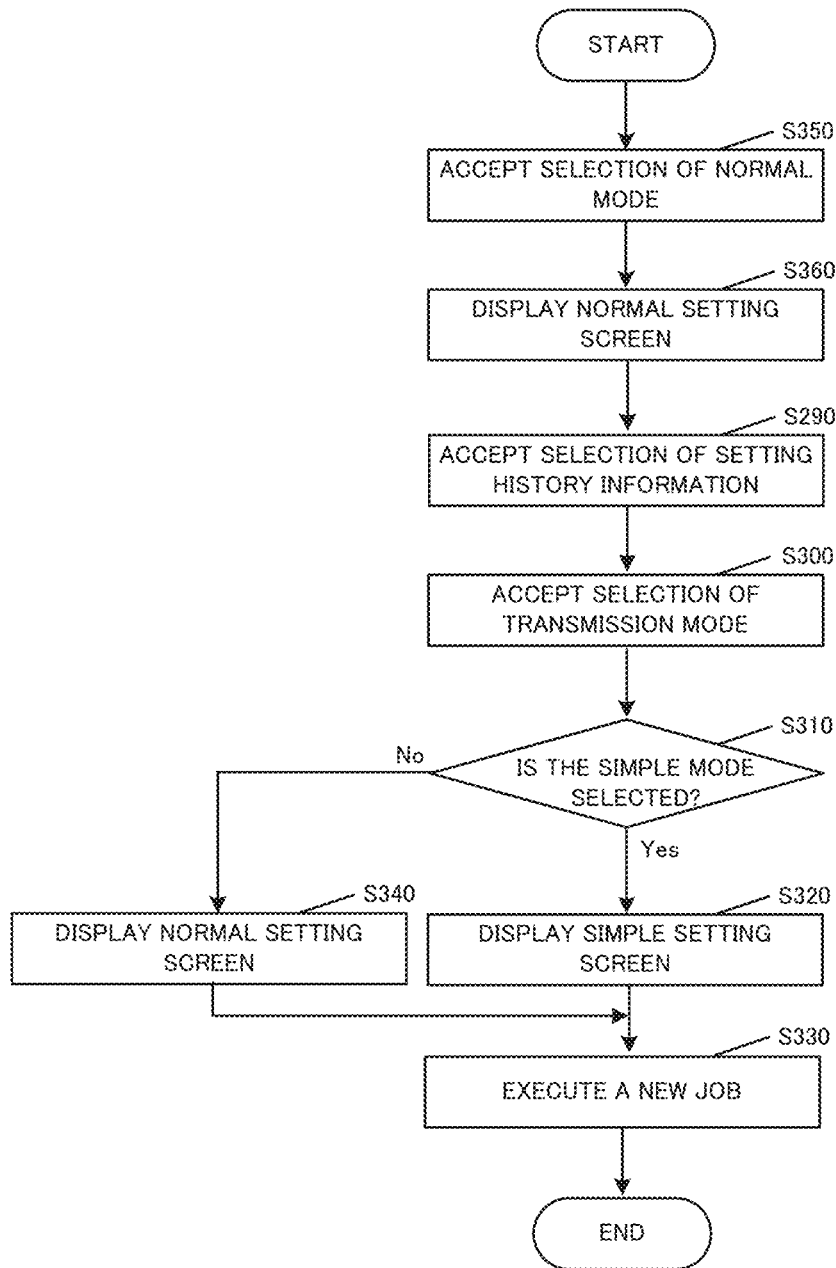 START
S350
ACCEPT SELECTION OF NORMAL
MODE
S360
DISPLAY NORMAL SETTING
SCREEN
S290
ACCEPT SELECTION OF SETTING
HISTORY INFORMATION
S300
ACCEPT SELECTION OF
TRANSMISSION MODE
S310
IS THE SIMPLE MODE
SELECTED?
No
Yes
S340
DISPLAY NORMAL SETTING
SCREEN
S320
DISPLAY SIMPLE SETTING
SCREEN
S330
EXECUTE A NEW JOB
END